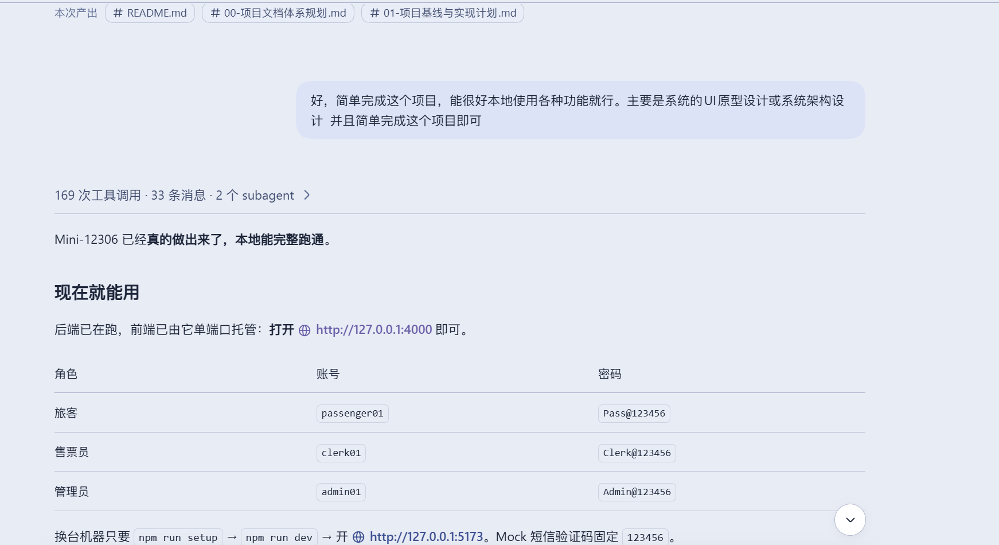 本次产出 # README.md # 00-项目文档体系规划.md # 01-项目基线与实现计划.md
好，简单完成这个项目，能很好本地使用各种功能就行。主要是系统的UI原型设计或系统架构设
计 并且简单完成这个项目即可
169 次工具调用 · 33 条消息 · 2 个 subagent
Mini-12306 已经真的做出来了，本地能完整跑通。
现在就能用
后端已在跑，前端已由它单端口托管：打开 http://127.0.0.1:4000 即可。
角色 账号 密码
旅客 passenger01 Pass@123456
售票员 clerk01 Clerk@123456
管理员 admin01 Admin@123456
换台机器只要 npm run setup → npm run dev → 开 http://127.0.0.1:5173。Mock 短信验证码固定 123456 。